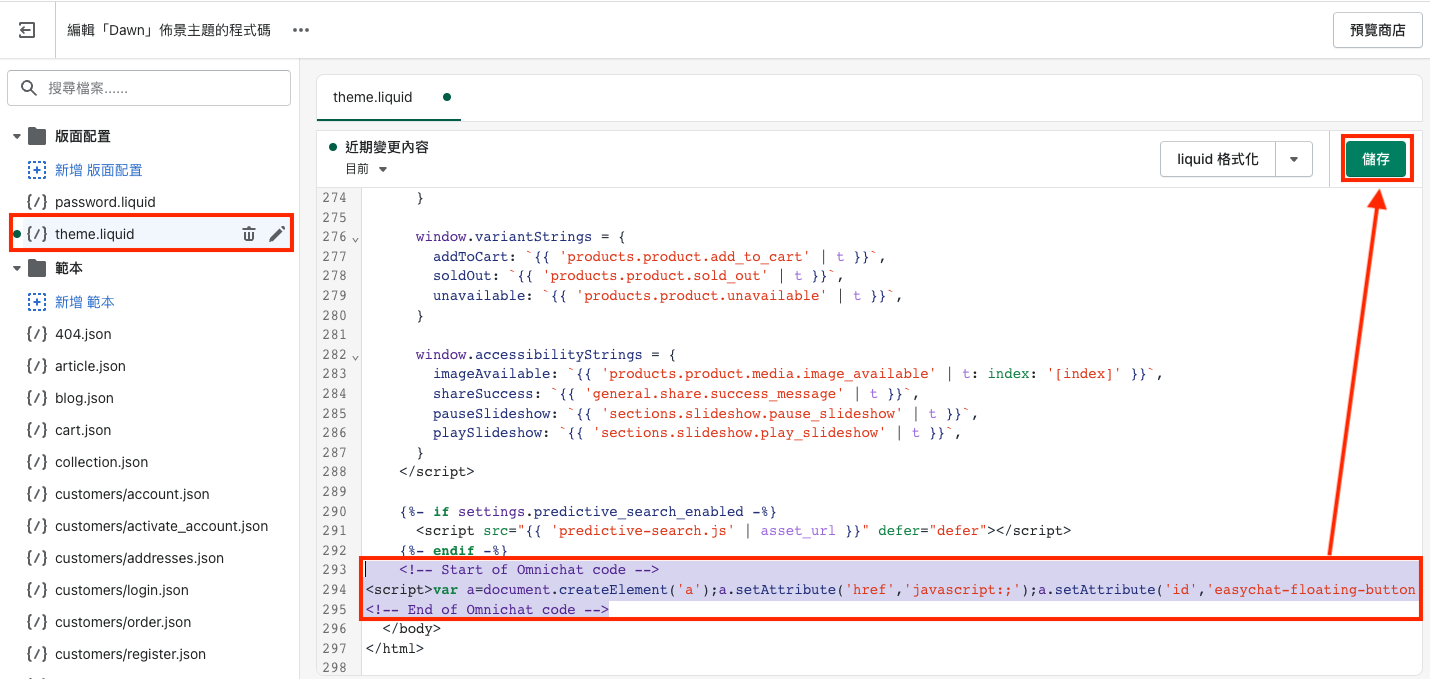 編輯「Dawn」佈景主題的程式碼 •••
預覽商店
搜尋檔案......
版面配置
新增 版面配置
{/} password.liquid
{/} theme.liquid
範本
新增 範本
{/} 404.json
{/} article.json
{/} blog.json
{/} cart.json
{/} collection.json
{/} customers/account.json
{/} customers/activate_account.json
{/} customers/addresses.json
{/} customers/login.json
{/} customers/order.json
{/} customers/register.json
theme.liquid
近期變更內容
目前
liquid 格式化
儲存
274 }
275
276 window.variantStrings = {
277 addToCart: `{{ 'products.product.add_to_cart' | t }}`,
278 soldOut: `{{ 'products.product.sold_out' | t }}`,
279 unavailable: `{{ 'products.product.unavailable' | t }}`,
280 }
281
282 window.accessibilityStrings = {
283 imageAvailable: `{{ 'products.product.media.image_available' | t: index: '[index]' }}`,
284 shareSuccess: `{{ 'general.share.success_message' | t }}`,
285 pauseSlideshow: `{{ 'sections.slideshow.pause_slideshow' | t }}`,
286 playSlideshow: `{{ 'sections.slideshow.play_slideshow' | t }}`,
287 }
288 </script>
289
290 {%- if settings.predictive_search_enabled -%}
291 <script src="{{ 'predictive-search.js' | asset_url }}" defer="defer"></script>
292 {%- endif -%}
293 <!-- Start of Omnichat code -->
294 <script>var a=document.createElement('a');a.setAttribute('href','javascript:;');a.setAttribute('id','easychat-floating-button
295 <!-- End of Omnichat code -->
296 </body>
297 </html>
298